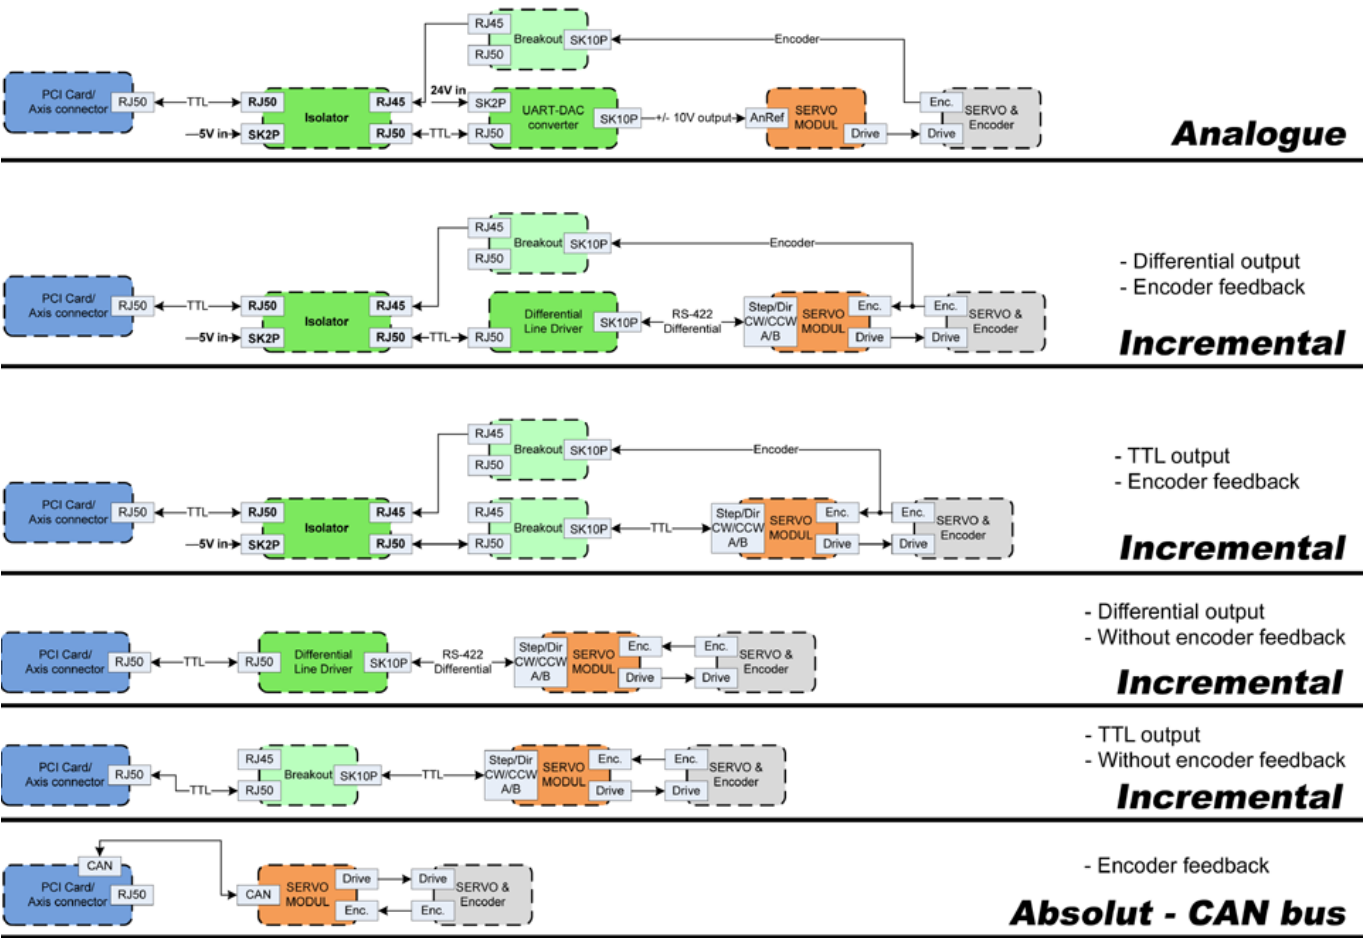 RJ45
Breakout
SK10P
Encoder
RJ50
PCI Card/
Axis connector
RJ50
TTL
RJ50
Isolator
RJ45
24V in
SK2P
UART-DAC
converter
SK10P
+/- 10V output
AnRef
SERVO
MODUL
Drive
Enc.
SERVO &
Encoder
Drive
5V in
SK2P
RJ50
TTL
RJ50
Analogue
RJ45
Breakout
SK10P
Encoder
RJ50
PCI Card/
Axis connector
RJ50
TTL
RJ50
Isolator
RJ45
5V in
SK2P
RJ50
TTL
RJ50
Differential
Line Driver
SK10P
RS-422
Differential
Step/Dir
CW/CCW
A/B
SERVO
MODUL
Enc.
Drive
Enc.
Drive
SERVO &
Encoder
- Differential output
- Encoder feedback
Incremental
RJ45
Breakout
SK10P
Encoder
RJ50
PCI Card/
Axis connector
RJ50
TTL
RJ50
Isolator
RJ45
5V in
SK2P
RJ50
RJ45
RJ50
Breakout
SK10P
TTL
Step/Dir
CW/CCW
A/B
SERVO
MODUL
Enc.
Drive
Enc.
Drive
SERVO &
Encoder
- TTL output
- Encoder feedback
Incremental
PCI Card/
Axis connector
RJ50
TTL
RJ50
Differential
Line Driver
SK10P
RS-422
Differential
Step/Dir
CW/CCW
A/B
SERVO
MODUL
Enc.
Drive
Enc.
Drive
SERVO &
Encoder
- Differential output
- Without encoder feedback
Incremental
PCI Card/
Axis connector
RJ50
TTL
RJ45
RJ50
Breakout
SK10P
TTL
Step/Dir
CW/CCW
A/B
SERVO
MODUL
Enc.
Drive
Enc.
Drive
SERVO &
Encoder
- TTL output
- Without encoder feedback
Incremental
CAN
PCI Card/
Axis connector
RJ50
CAN
SERVO
MODUL
Drive
Enc.
Drive
Enc.
SERVO &
Encoder
- Encoder feedback
Absolut - CAN bus